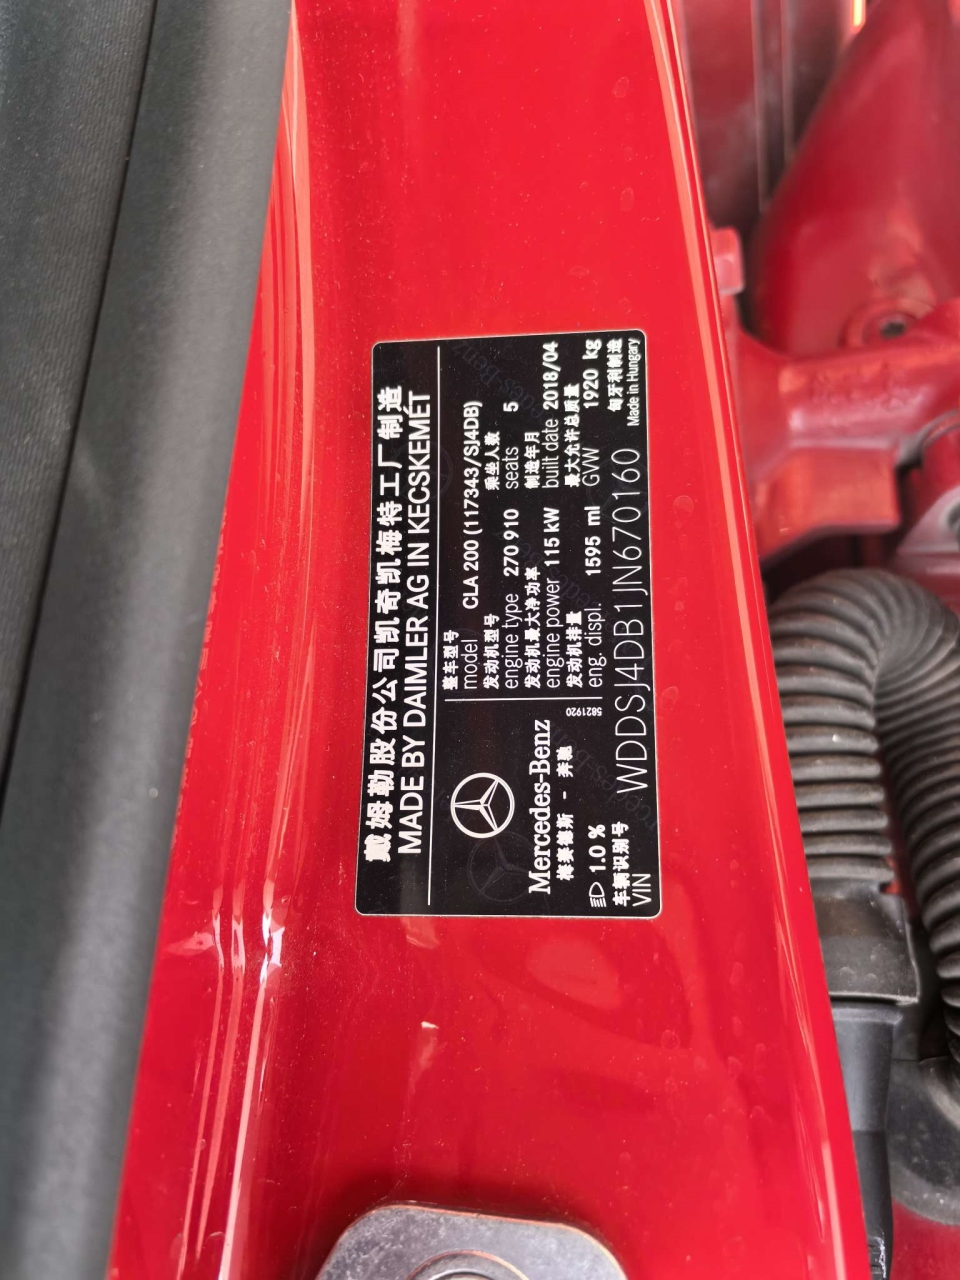 戴姆勒股份公司凯奇凯梅特工厂制造
MADE BY DAIMLER AG IN KECSKEMÉT
整车型号
model CLA 200 (117343/SJ4DB)
发动机型号 乘坐人数
engine type 270 910 seats 5
发动机最大净功率 制造年月
engine power 115 kW built date 2018/04
发动机排量 最大允许总质量
eng. displ. 1595 ml GVW 1920 kg
Mercedes-Benz
梅赛德斯 - 奔驰
5821920
1.0 %
匈牙利制造
Made in Hungary
车辆识别号
VIN WDDSJ4DB1JN670160